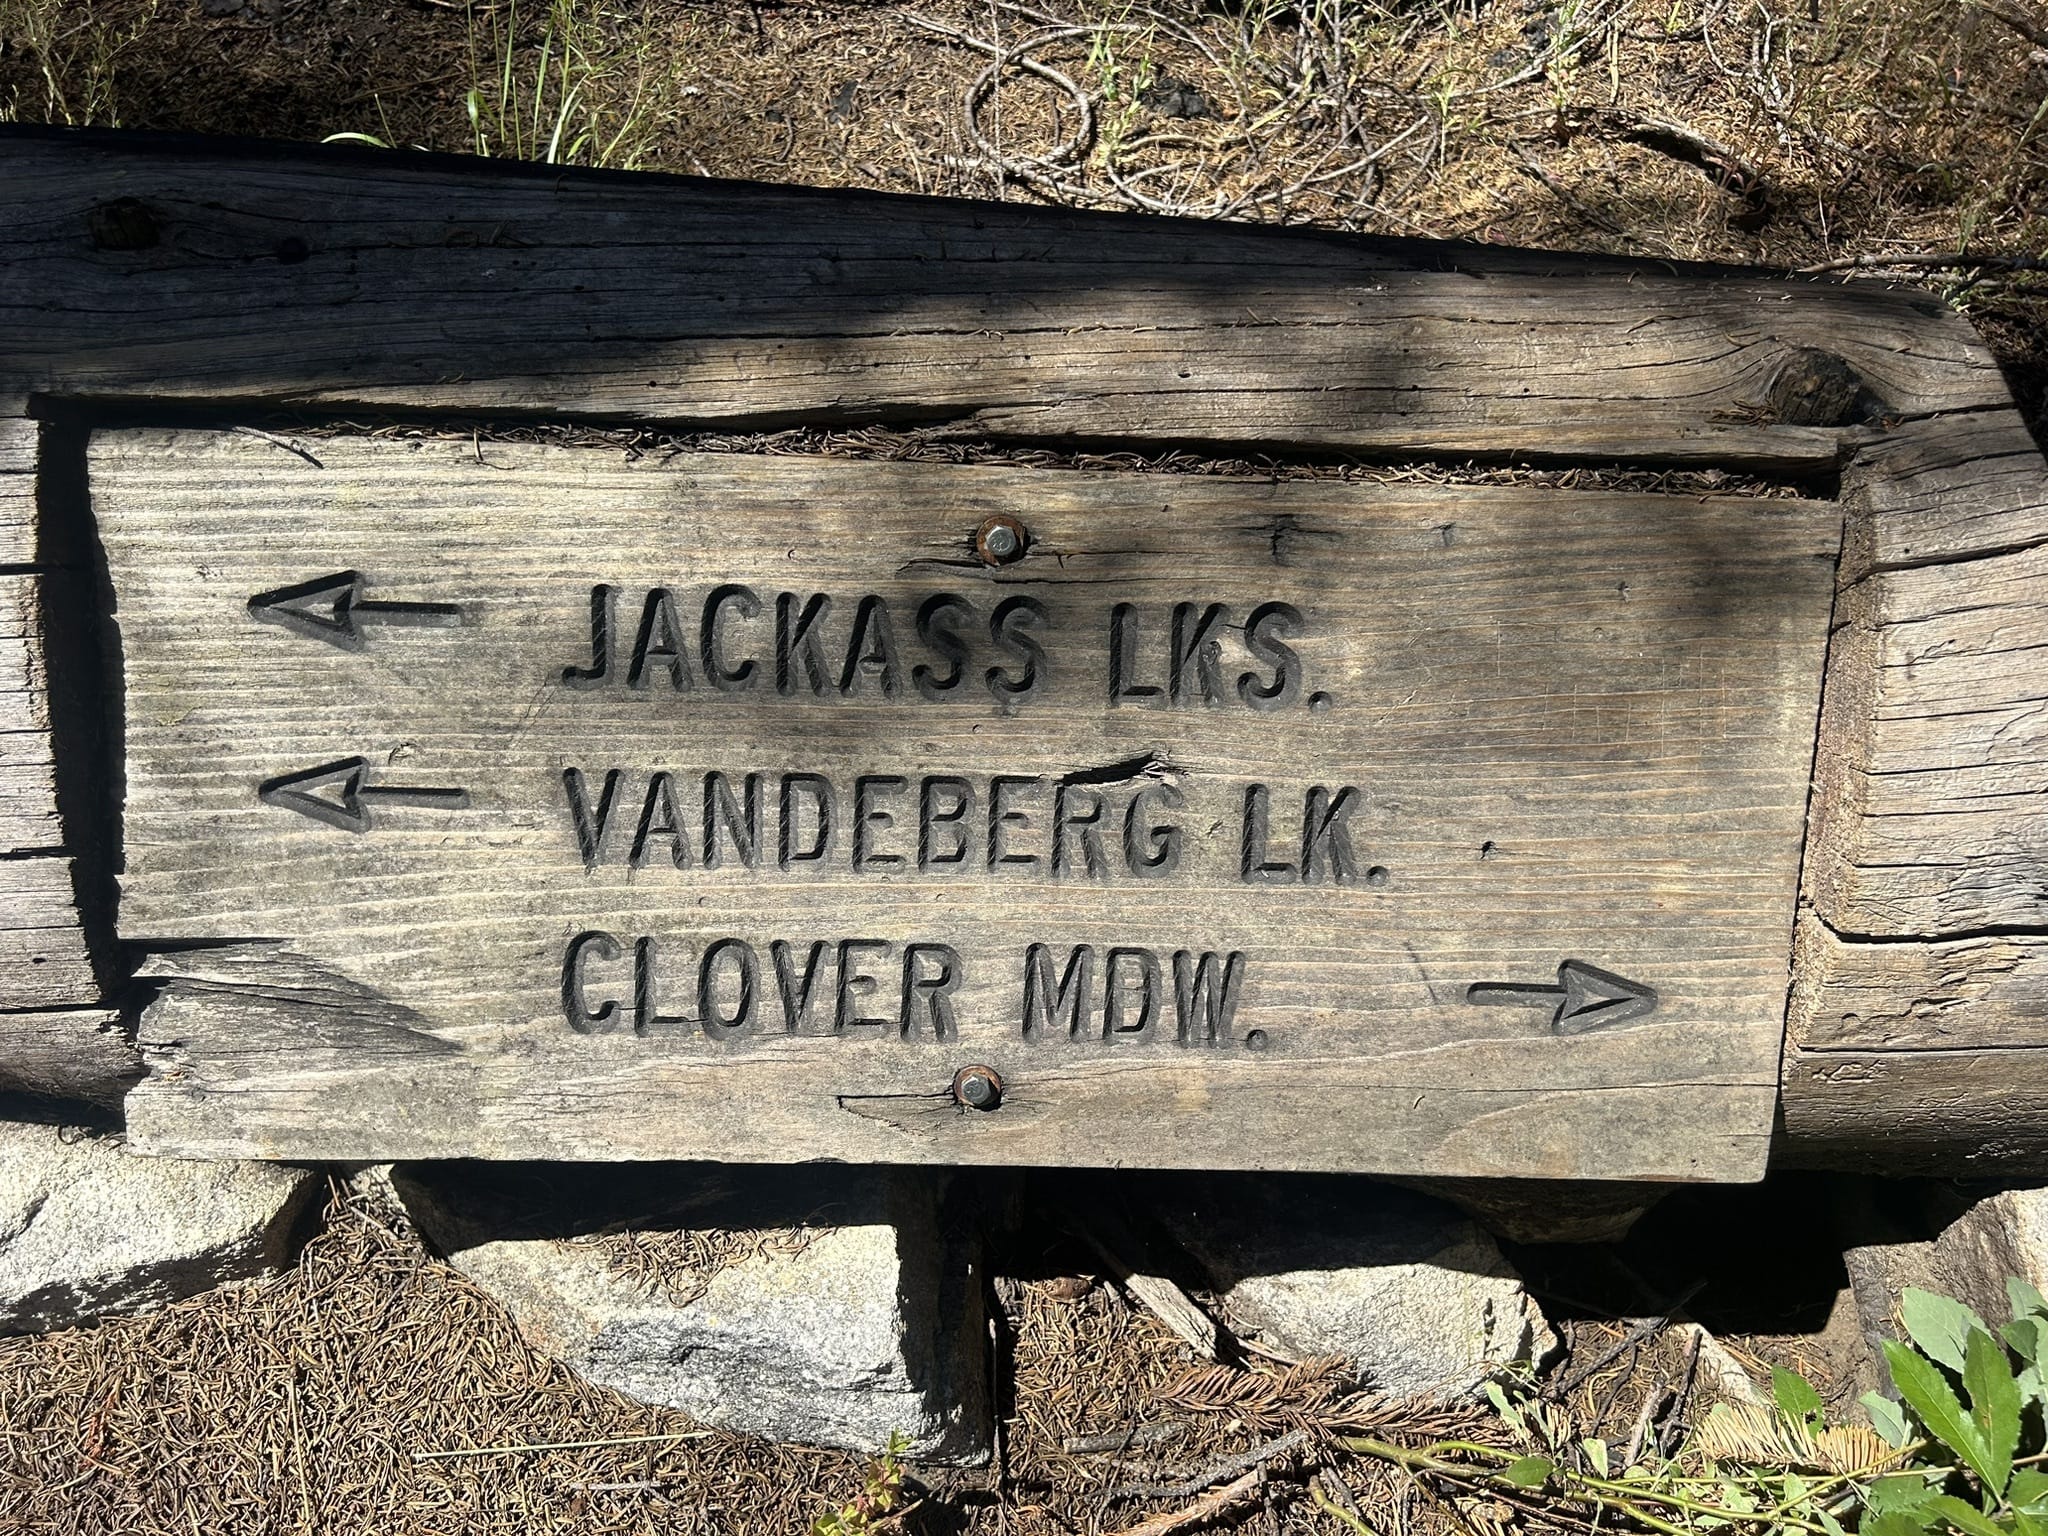 ← JACKASS LKS.
← VANDEBERG LK.
CLOVER MDW. →